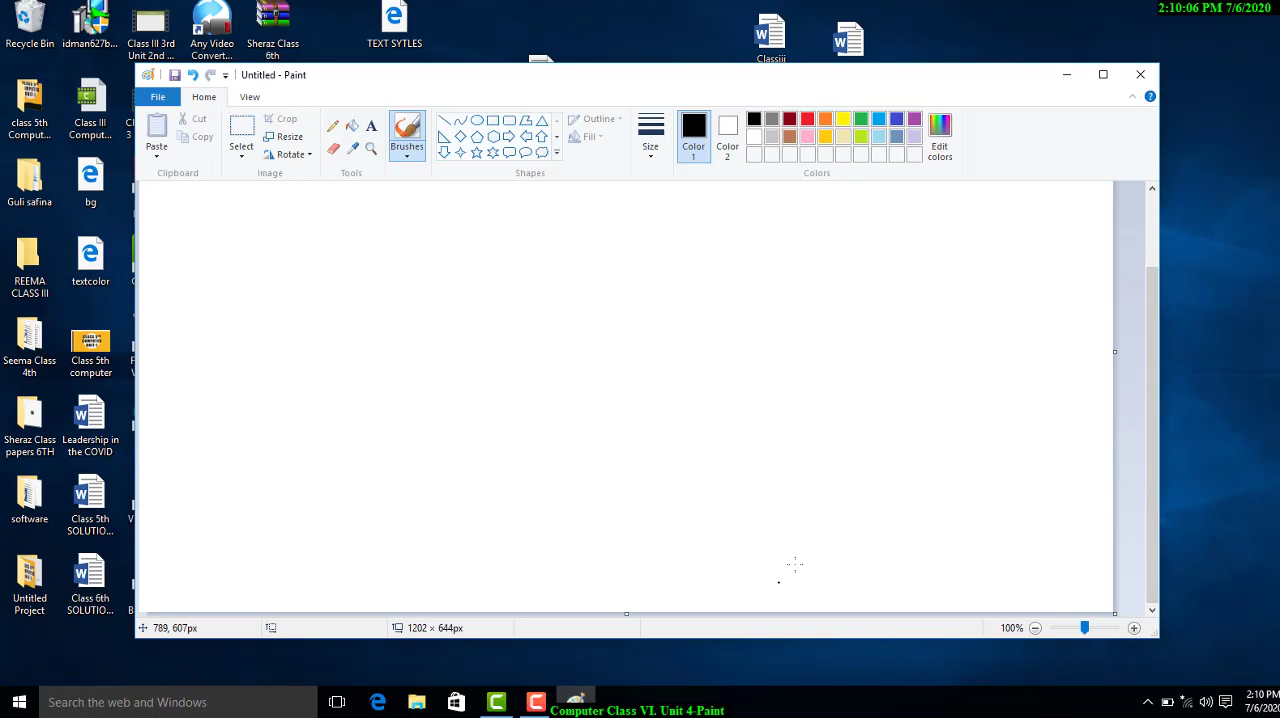 2:10:06 PM 7/6/2020
Recycle Bin
idman627b...
Class III 3rd
Unit 2nd ...
Any Video
Convert...
Sheraz Class
6th
TEXT SYTLES
Classiii
Untitled - Paint
File
Home
View
Paste
Cut
Copy
Clipboard
Select
Crop
Resize
Rotate
Image
Tools
Brushes
Shapes
Outline
Fill
Size
Color
1
Color
2
Edit
colors
Colors
class 5th
Comput...
Class III
Comput...
Guli safina
bg
REEMA
CLASS III
textcolor
Seema Class
4th
Class 5th
computer
Sheraz Class
papers 6TH
Leadership in
the COVID
software
Class 5th
SOLUTIO...
Untitled
Project
Class 6th
SOLUTIO...
789, 607px
1202 × 644px
100%
Search the web and Windows
Computer Class VI. Unit 4-Paint
2:10 PM